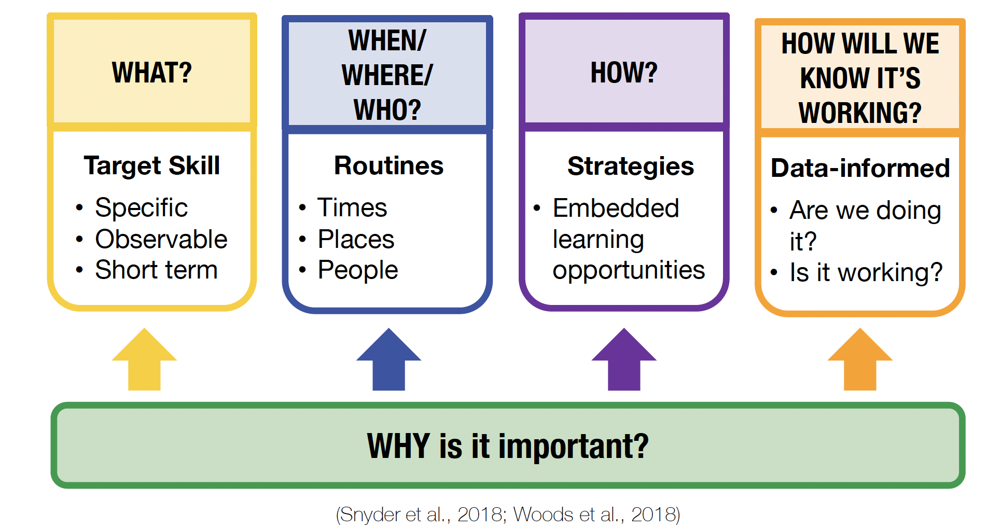 WHAT?
Target Skill
• Specific
• Observable
• Short term
WHEN/
WHERE/
WHO?
Routines
• Times
• Places
• People
HOW?
Strategies
• Embedded
learning
opportunities
HOW WILL WE
KNOW IT’S
WORKING?
Data-informed
• Are we doing
it?
• Is it working?
WHY is it important?
(Snyder et al., 2018; Woods et al., 2018)